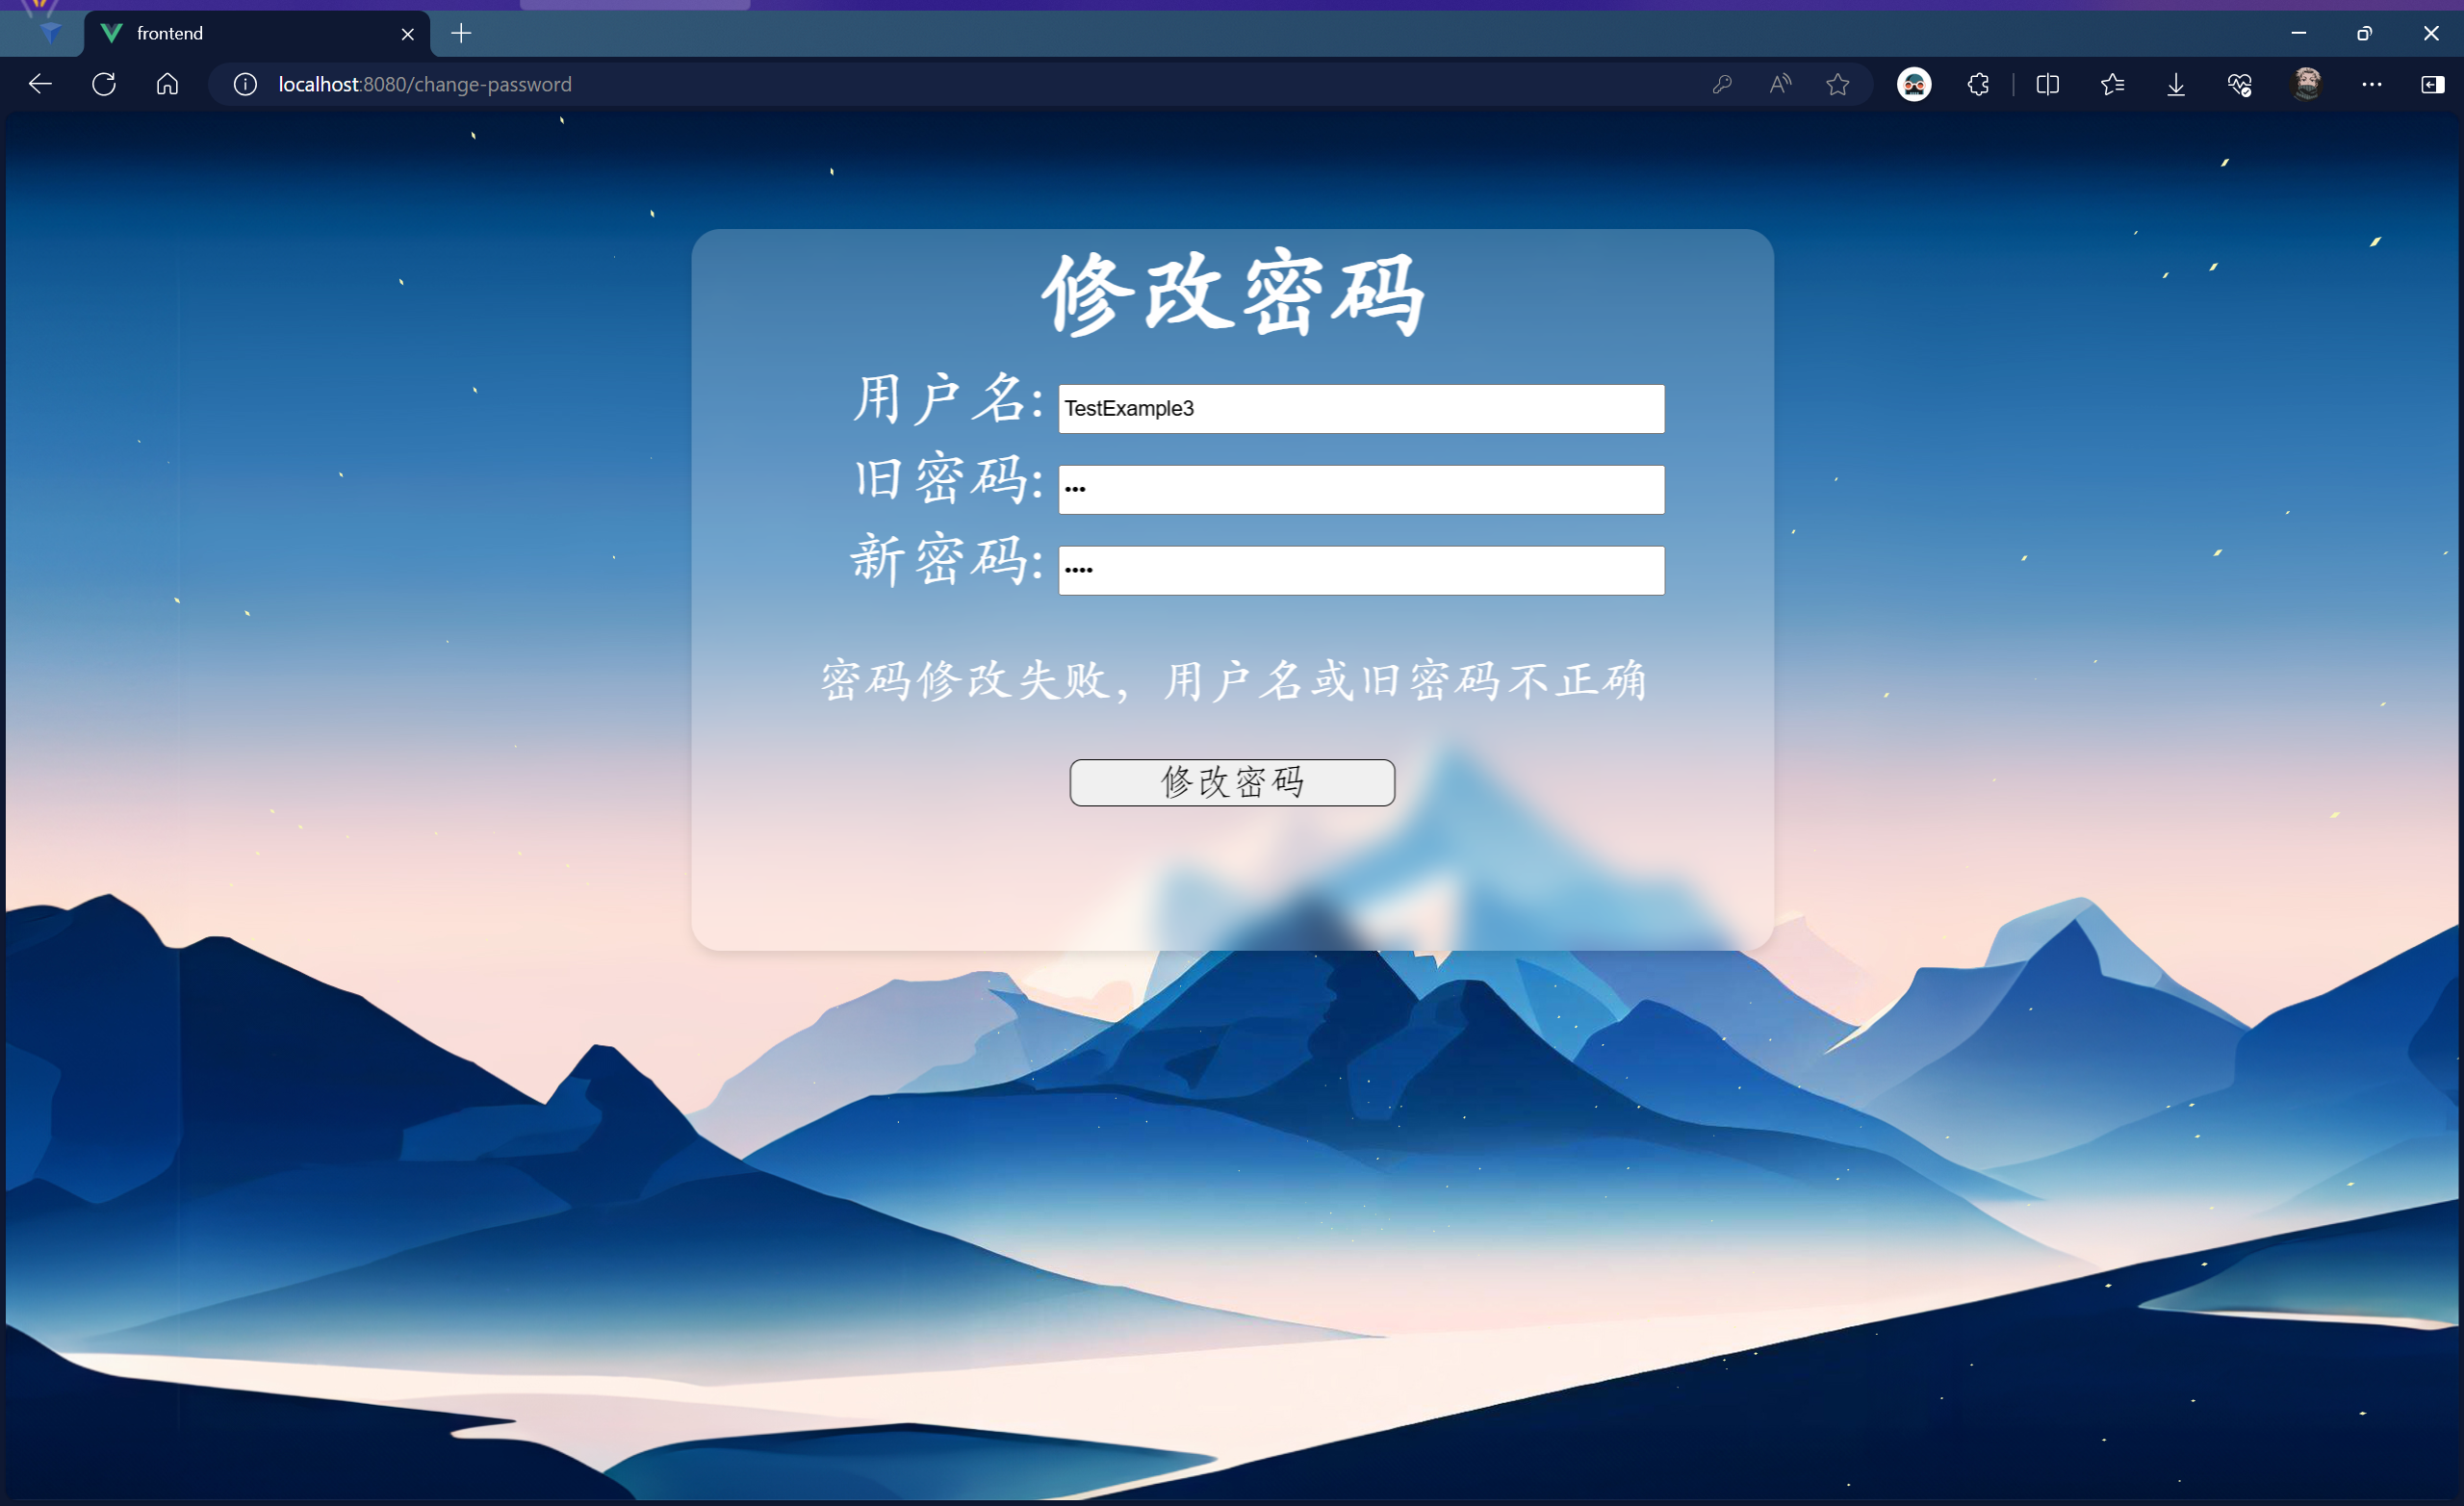 frontend
localhost:8080/change-password
修改密码
用户名: TestExample3
旧密码: •••
新密码: ••••
密码修改失败，用户名或旧密码不正确
修改密码